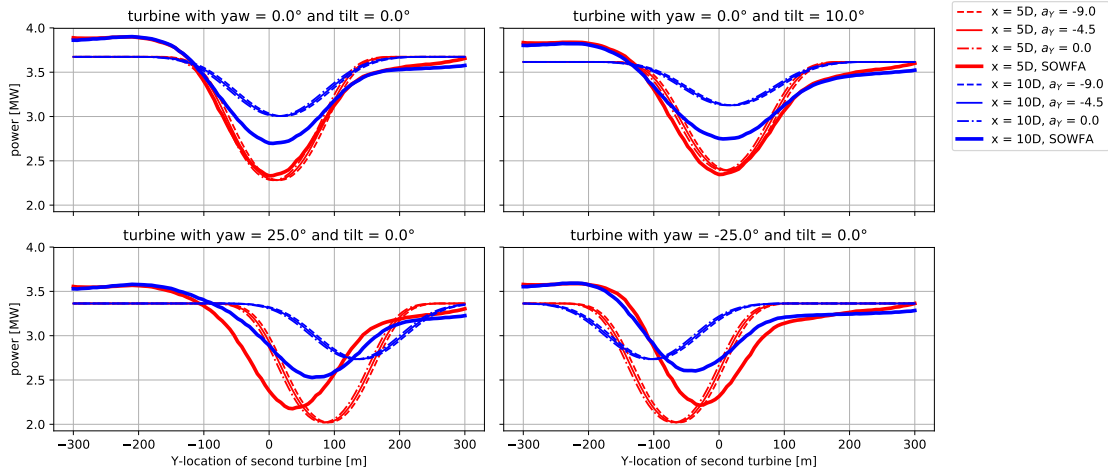 turbine with yaw = 0.0° and tilt = 0.0°
turbine with yaw = 0.0° and tilt = 10.0°
4.0
3.5
3.0
2.5
2.0
power [MW]
x = 5D, a_Y = -9.0
x = 5D, a_Y = -4.5
x = 5D, a_Y = 0.0
x = 5D, SOWFA
x = 10D, a_Y = -9.0
x = 10D, a_Y = -4.5
x = 10D, a_Y = 0.0
x = 10D, SOWFA
turbine with yaw = 25.0° and tilt = 0.0°
turbine with yaw = -25.0° and tilt = 0.0°
4.0
3.5
3.0
2.5
2.0
power [MW]
−300 −200 −100 0 100 200 300
−300 −200 −100 0 100 200 300
Y-location of second turbine [m]
Y-location of second turbine [m]